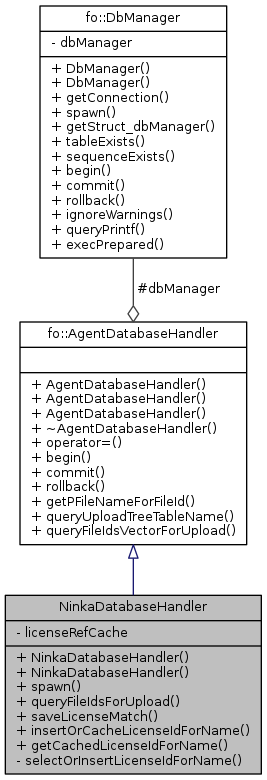 fo::DbManager
- dbManager
+ DbManager()
+ DbManager()
+ getConnection()
+ spawn()
+ getStruct_dbManager()
+ tableExists()
+ sequenceExists()
+ begin()
+ commit()
+ rollback()
+ ignoreWarnings()
+ queryPrintf()
+ execPrepared()
#dbManager
fo::AgentDatabaseHandler
+ AgentDatabaseHandler()
+ AgentDatabaseHandler()
+ AgentDatabaseHandler()
+ ~AgentDatabaseHandler()
+ operator=()
+ begin()
+ commit()
+ rollback()
+ getPFileNameForFileId()
+ queryUploadTreeTableName()
+ queryFileIdsVectorForUpload()
NinkaDatabaseHandler
- licenseRefCache
+ NinkaDatabaseHandler()
+ NinkaDatabaseHandler()
+ spawn()
+ queryFileIdsForUpload()
+ saveLicenseMatch()
+ insertOrCacheLicenseIdForName()
+ getCachedLicenseIdForName()
- selectOrInsertLicenseIdForName()